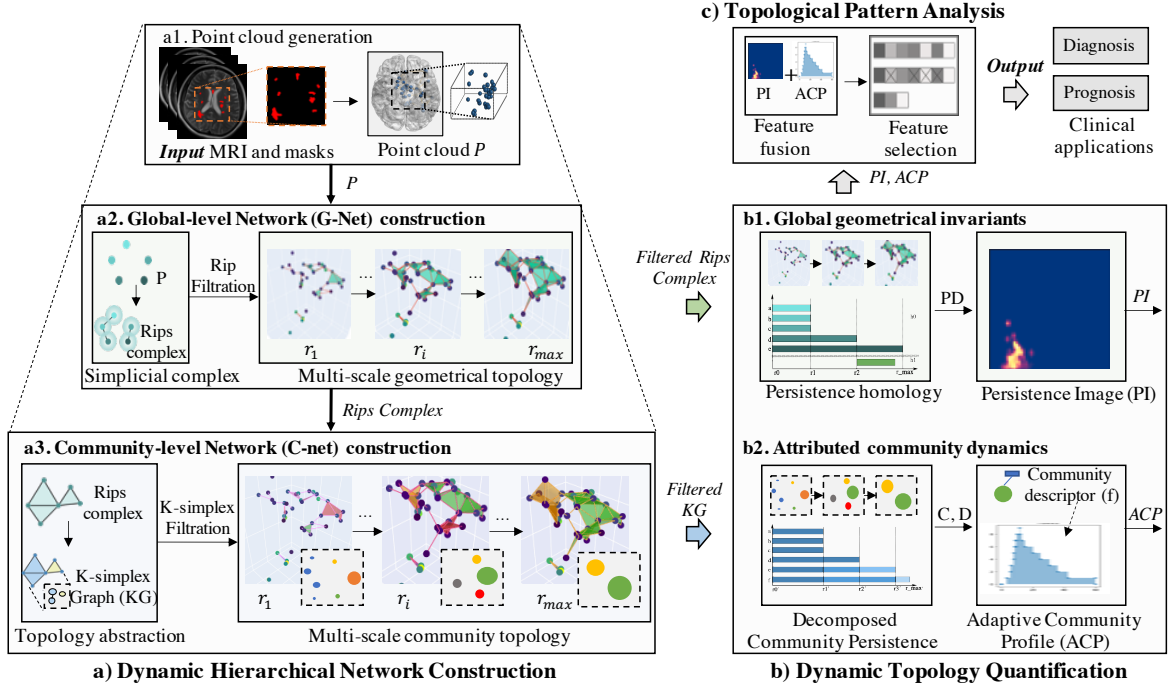 c) Topological Pattern Analysis
a1. Point cloud generation
Input MRI and masks
Point cloud P
P
PI
+
ACP
Feature
fusion
Feature
selection
Output
Diagnosis
Prognosis
Clinical
applications
PI, ACP
a2. Global-level Network (G-Net) construction
P
Rips
complex
Simplicial complex
Rip
Filtration
...
...
r1
ri
rmax
Multi-scale geometrical topology
Rips Complex
Filtered Rips
Complex
b1. Global geometrical invariants
a
b
c
d
e
h1
r0
r1
r2
r_max
Persistence homology
PD
Persistence Image (PI)
PI
a3. Community-level Network (C-net) construction
Rips
complex
K-simplex
Graph (KG)
Topology abstraction
K-simplex
Filtration
...
...
r1
ri
rmax
Multi-scale community topology
Filtered
KG
b2. Attributed community dynamics
Decomposed
Community Persistence
C, D
Community
descriptor (f)
Adaptive Community
Profile (ACP)
ACP
a) Dynamic Hierarchical Network Construction
b) Dynamic Topology Quantification